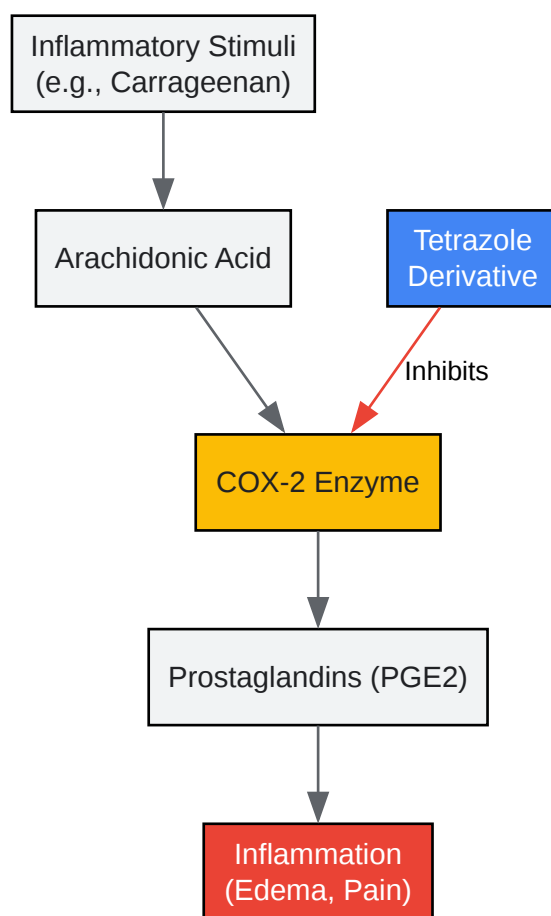 Inflammatory Stimuli
(e.g., Carrageenan)
Arachidonic Acid
Tetrazole
Derivative
Inhibits
COX-2 Enzyme
Prostaglandins (PGE2)
Inflammation
(Edema, Pain)